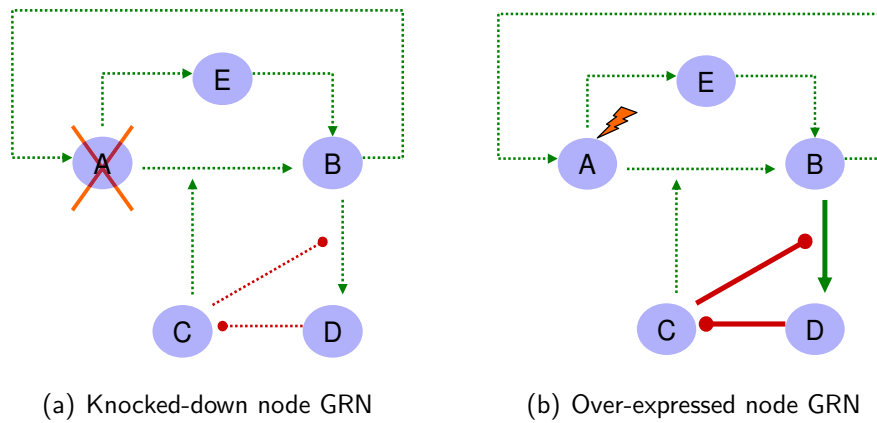 E
A
B
C
D
(a) Knocked-down node GRN
E
A
B
C
D
(b) Over-expressed node GRN